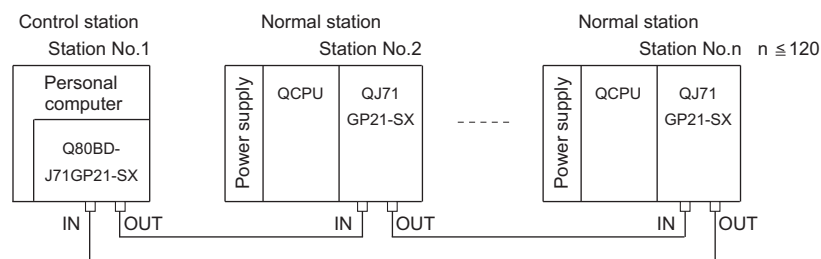 Control station
Station No.1
Normal station
Station No.2
Normal station
Station No.n n ≦120
Personal
computer
Q80BD-
J71GP21-SX
Power supply
QCPU
QJ71
GP21-SX
Power supply
QCPU
QJ71
GP21-SX
IN OUT
IN OUT
IN OUT